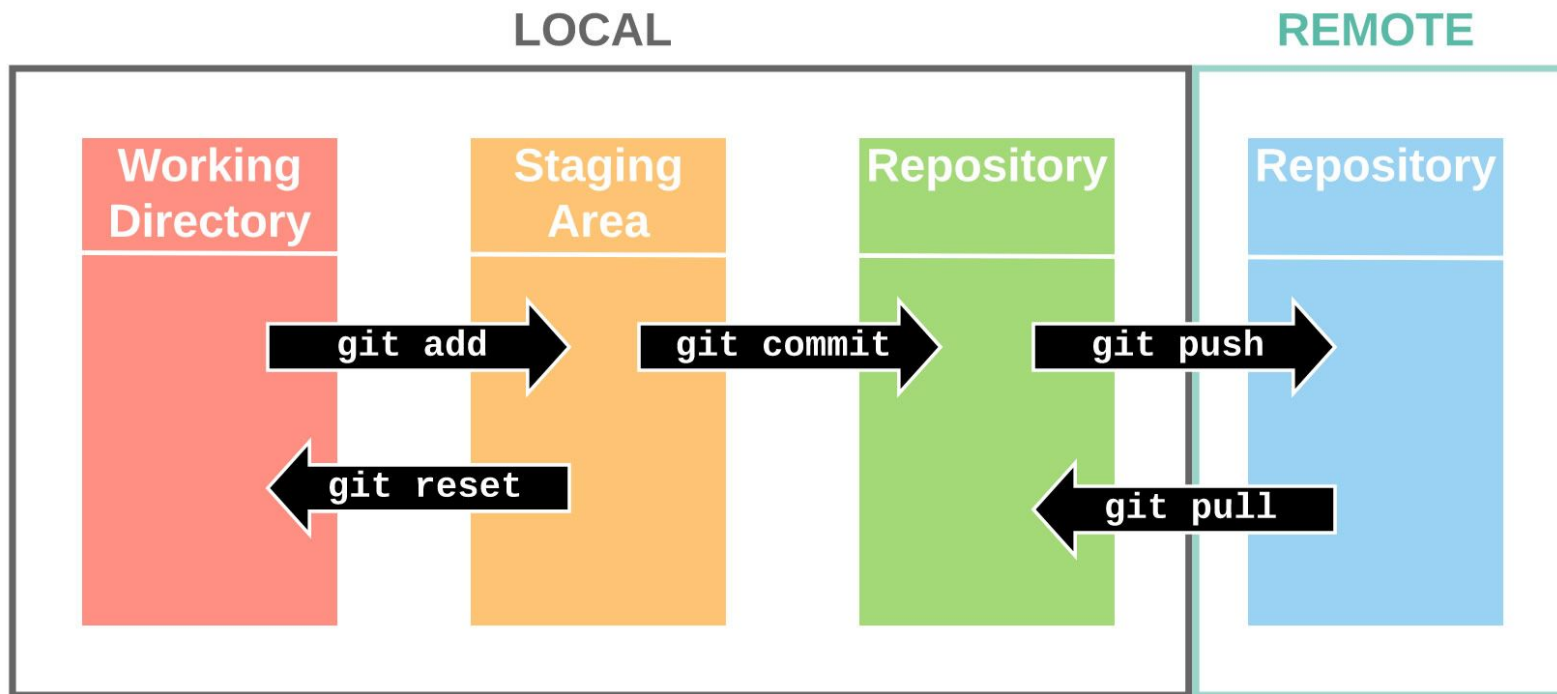 LOCAL
REMOTE
Working
Directory
Staging
Area
Repository
Repository
git add
git commit
git push
git reset
git pull